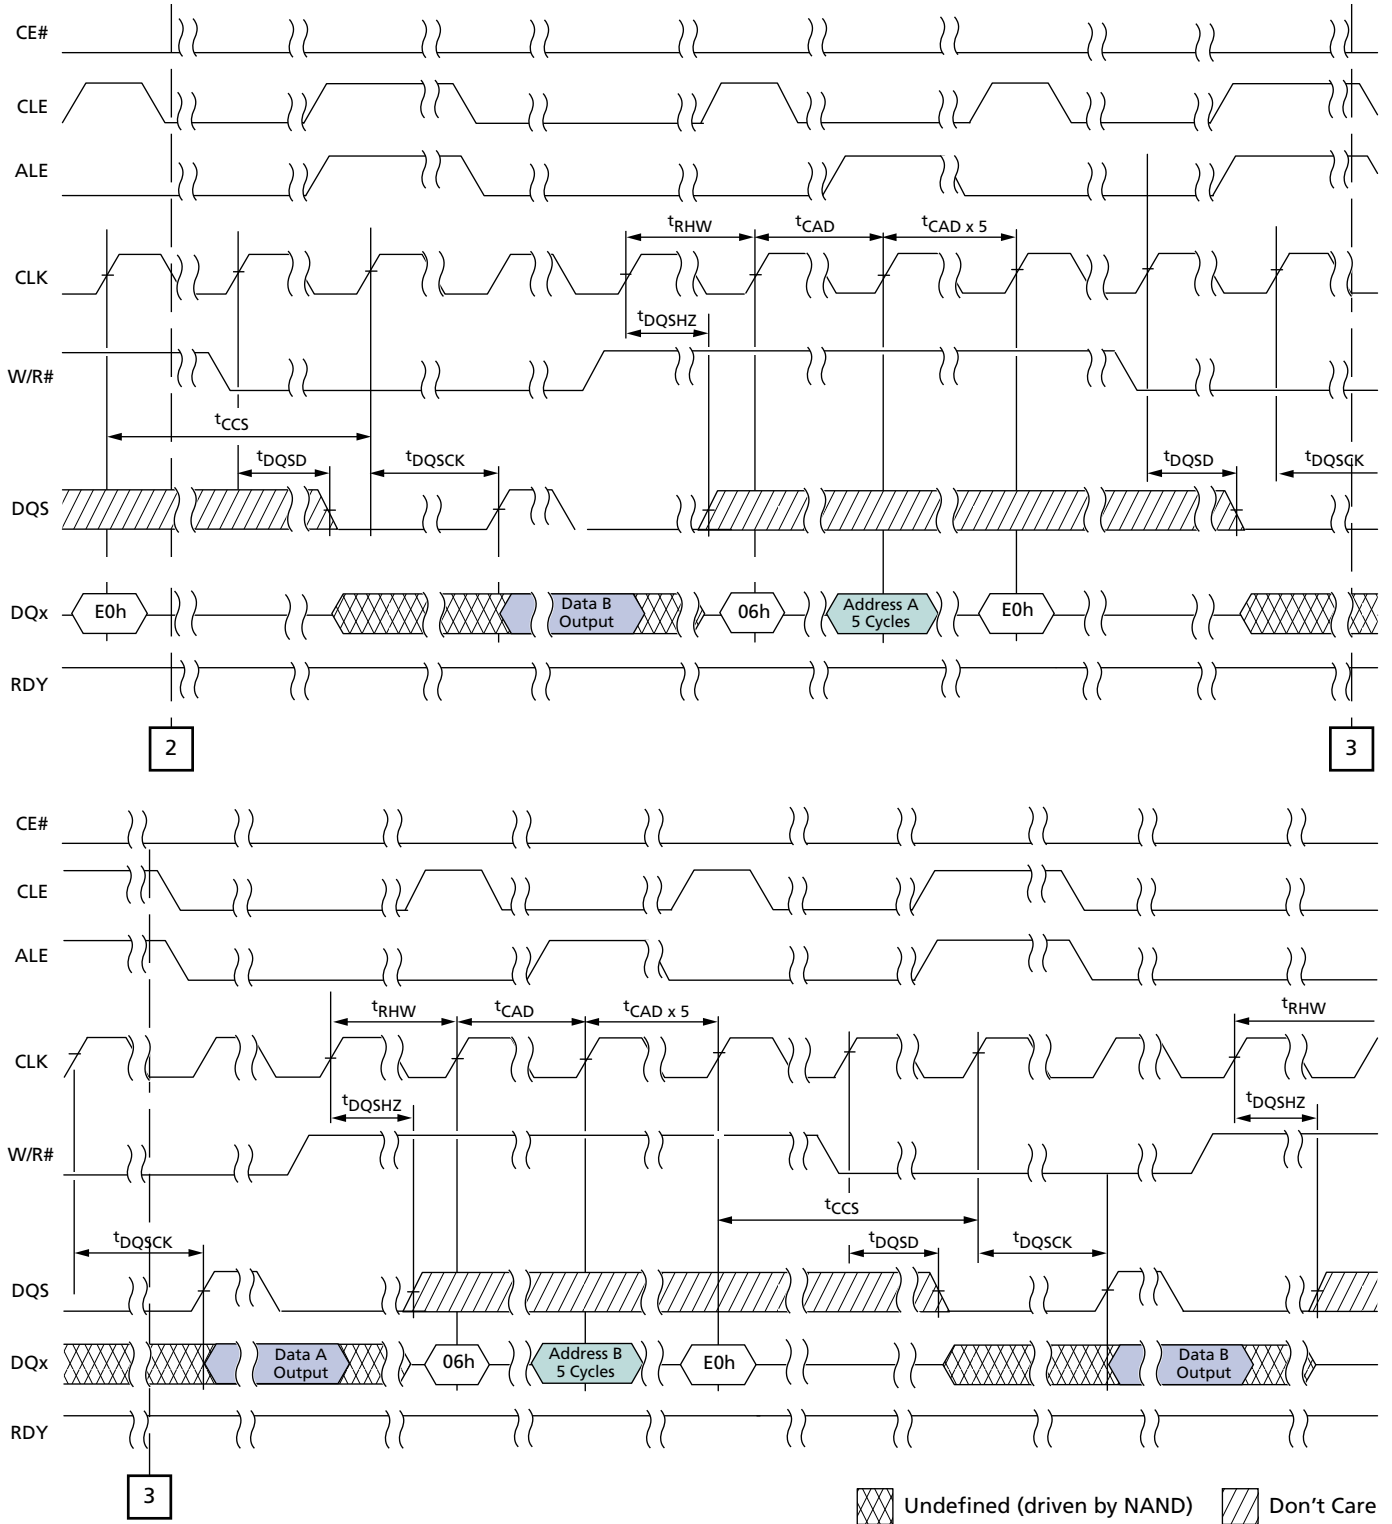 CE#
CLE
ALE
tRHW tCAD tCAD x 5
CLK
tDQSHZ
W/R#
tCCS
tDQSD tDQSCK tDQSD tDQSCK
DQS
E0h Data B Output 06h Address A 5 Cycles E0h
DQx
RDY
2 3
CE#
CLE
ALE
tRHW tCAD tCAD x 5 tRHW
CLK
tDQSHZ tDQSHZ
W/R#
tCCS
tDQSCK tDQSD tDQSCK
DQS
DQx
Data A Output 06h Address B 5 Cycles E0h Data B Output
RDY
3
Undefined (driven by NAND) Don't Care